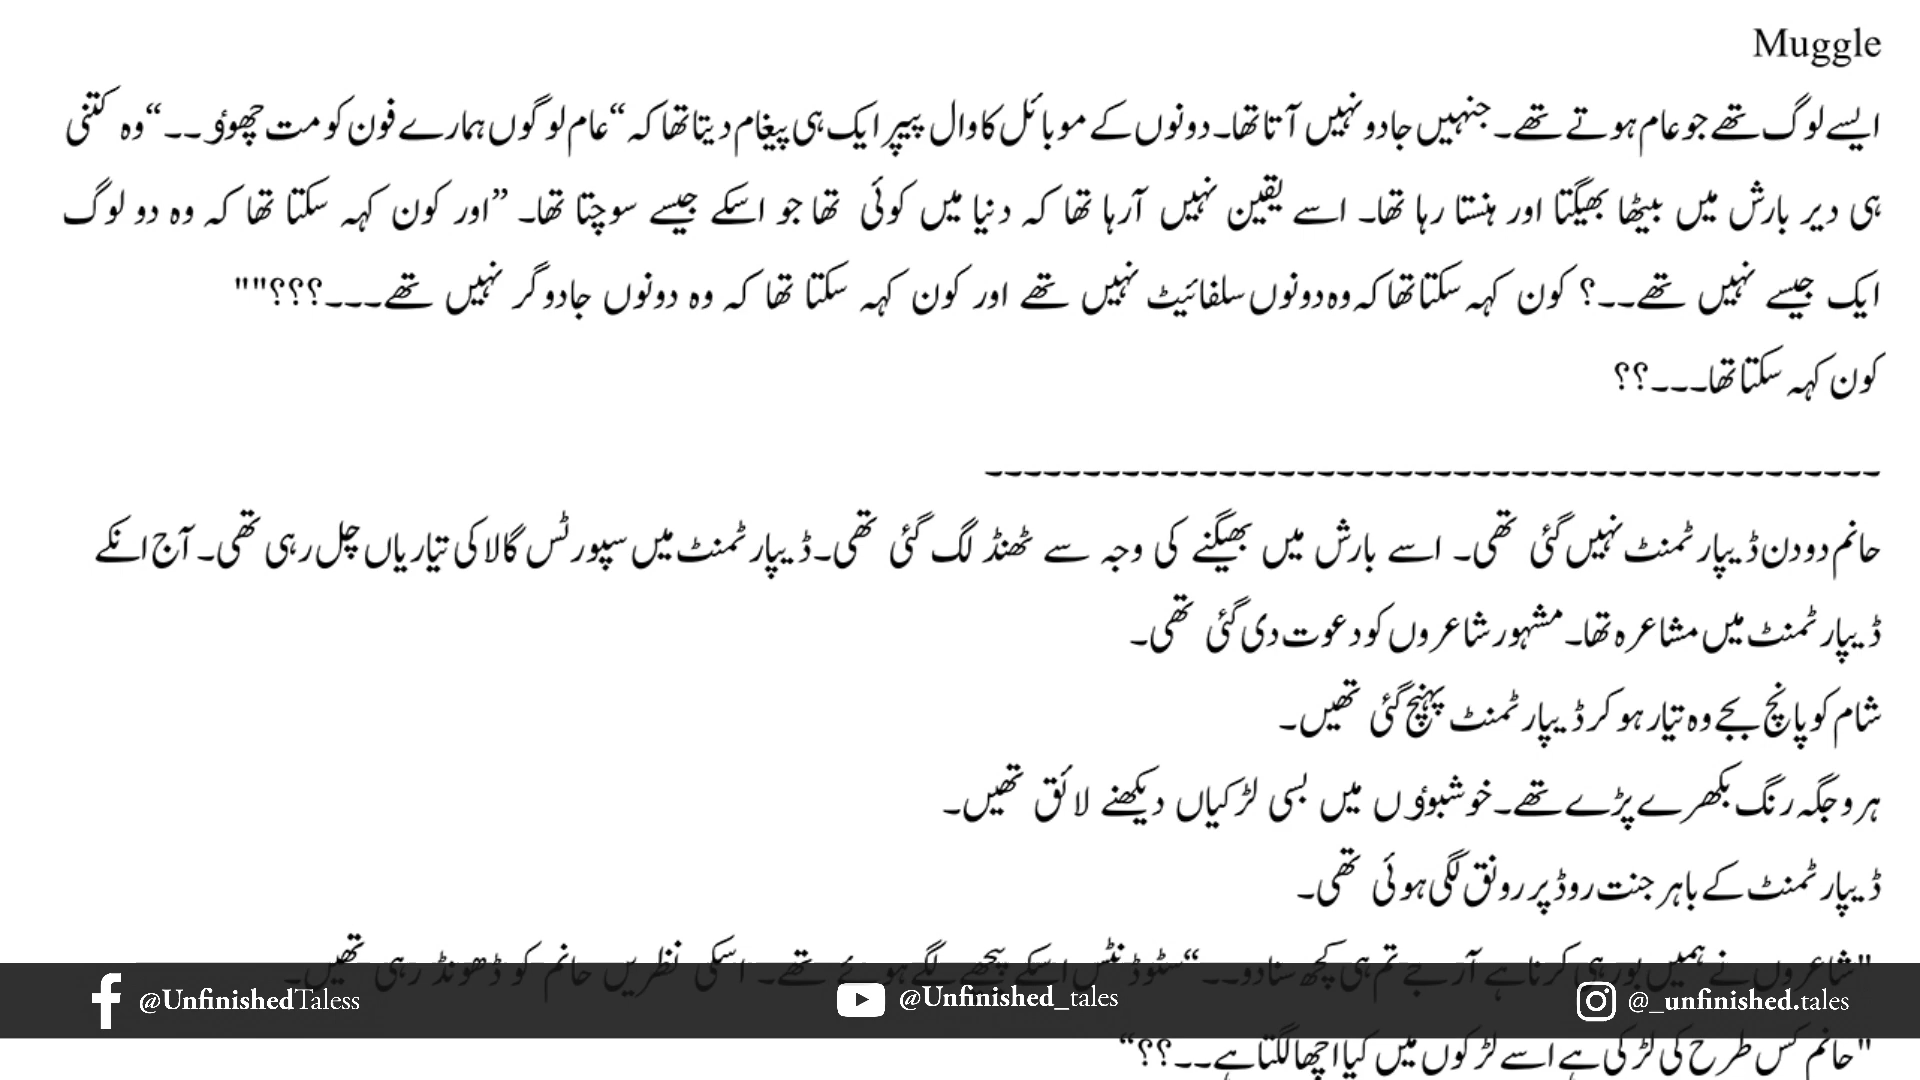 Muggle
ایسے لوگ تھے جو عام ہوتے تھے۔ جنہیں جادو نہیں آتا تھا۔ دونوں کے موبائل کا وال پیپر ایک ہی پیغام دیتا تھا کہ “عام لوگوں ہمارے فون کو مت چھوؤ۔۔“ وہ کتنی
ہی دیر بارش میں بیٹھا بھیگتا اور ہنستا رہا تھا۔ اسے یقین نہیں آرہا تھا کہ دنیا میں کوئی تھا جو اسکے جیسے سوچتا تھا۔ ”اور کون کہہ سکتا تھا کہ وہ دو لوگ
ایک جیسے نہیں تھے۔۔؟ کون کہہ سکتا تھا کہ وہ دونوں سلفائیٹ نہیں تھے اور کون کہہ سکتا تھا کہ وہ دونوں جادوگر نہیں تھے۔۔۔؟؟؟""
کون کہہ سکتا تھا۔۔۔؟؟
۔۔۔۔۔۔۔۔۔۔۔۔۔۔۔۔۔۔۔۔۔۔۔۔۔۔۔۔۔۔۔۔۔۔۔۔۔۔۔۔۔۔۔۔۔۔
حانم دو دن ڈیپارٹمنٹ نہیں گئی تھی۔ اسے بارش میں بھیگنے کی وجہ سے ٹھنڈ لگ گئی تھی۔ ڈیپارٹمنٹ میں سپورٹس گالا کی تیاریاں چل رہی تھی۔ آج انکے
ڈیپارٹمنٹ میں مشاعرہ تھا۔ مشہور شاعروں کو دعوت دی گئی تھی۔
شام کو پانچ بجے وہ تیار ہو کر ڈیپارٹمنٹ پہنچ گئی تھیں۔
ہر و جگہ رنگ بکھرے پڑے تھے۔ خوشبوؤں میں بسی لڑکیاں دیکھنے لائق تھیں۔
ڈیپارٹمنٹ کے باہر جنت روڈ پر رونق لگی ہوئی تھی۔
"شاعروں نے ہمیں بور ہی کرنا ہے آر جے تم ہی کچھ سنا دو۔۔“ سٹوڈنٹس اسکے پیچھے لگے ہوئے تھے۔ اسکی نظریں حانم کو ڈھونڈ رہی تھیں۔
@UnfinishedTaless @Unfinished_tales @_unfinished.tales
"حانم کس طرح کی لڑکی ہے اسے لڑکوں میں کیا اچھا لگتا ہے۔۔؟؟“